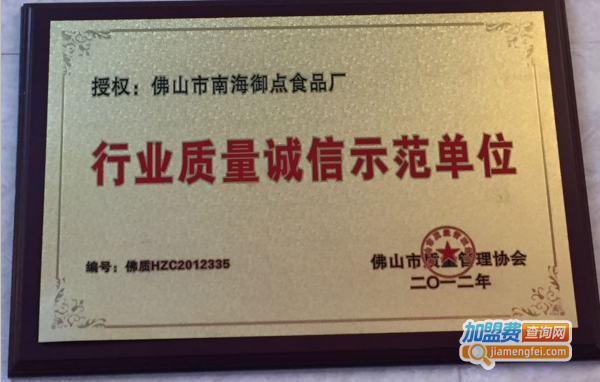 授权：佛山市南海御点食品厂
行业质量诚信示范单位
编号：佛质HZC2012335
佛山市质量管理协会
二〇一二年
加盟费查询网
jiamengfei.com